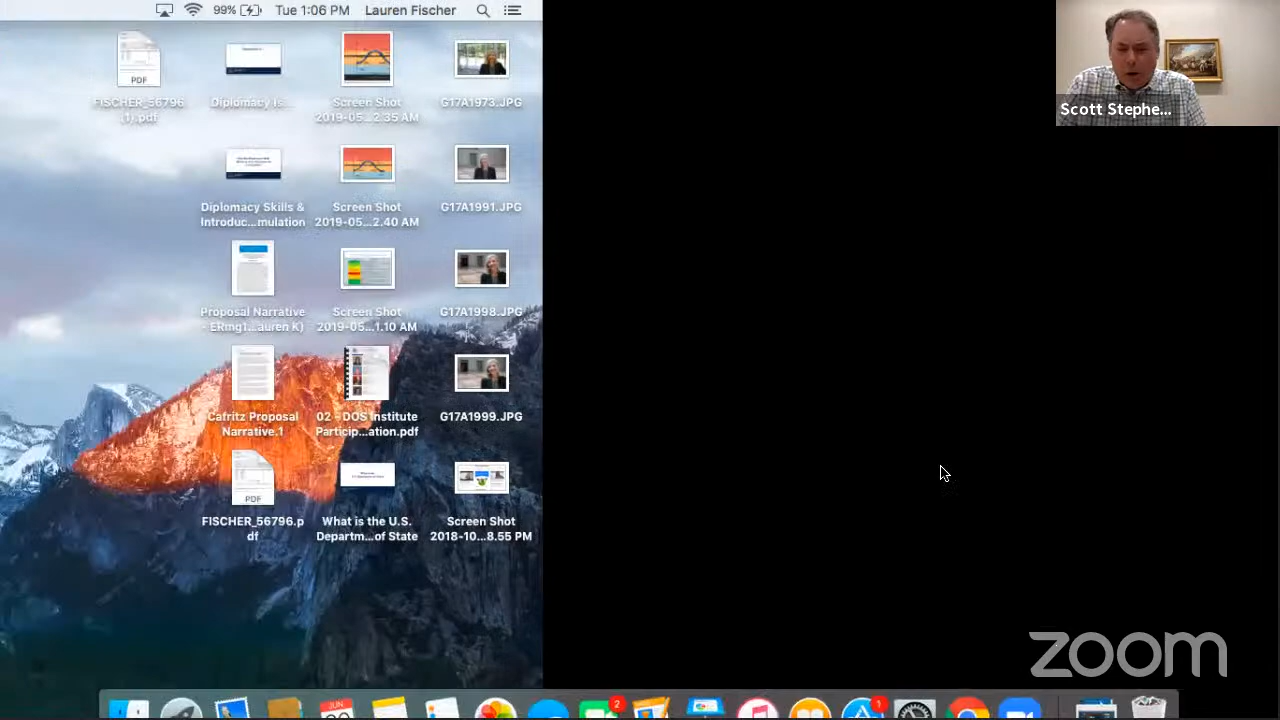 99% Tue 1:06 PM Lauren Fischer
FISCHER_56796
(1).pdf
Diplomacy Is...
Screen Shot
2019-05...2.35 AM
G17A1973.JPG
PDF
Diplomacy Skills &
Introduc...mulation
Screen Shot
2019-05...2.40 AM
G17A1991.JPG
Proposal Narrative
- ERmg1...auren K)
Screen Shot
2019-05...1.10 AM
G17A1998.JPG
Cafritz Proposal
Narrative.1
02 - DOS Institute
Particip...ation.pdf
G17A1999.JPG
PDF
FISCHER_56796.p
df
What is the U.S.
Departm...of State
Screen Shot
2018-10...8.55 PM
Scott Stephe...
zoom
JUN
2
1